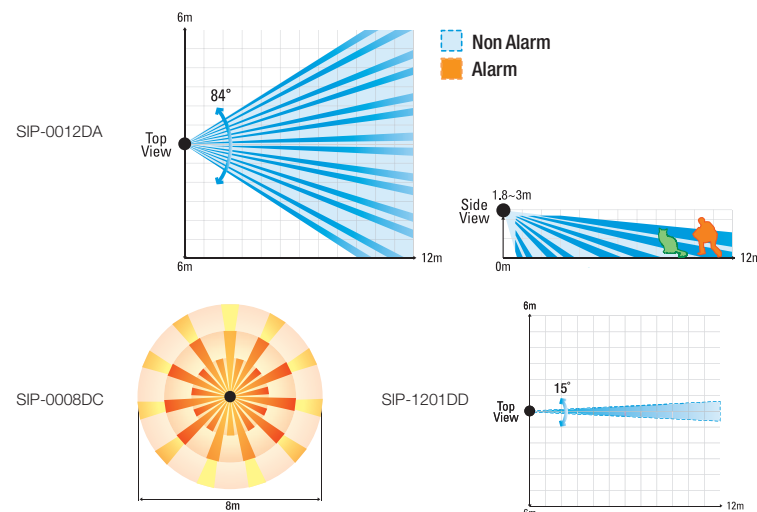 6m
Non Alarm
Alarm
84°
SIP-0012DA
Top
View
6m
12m
1.8~3m
Side
View
0m
12m
6m
SIP-0008DC
8m
SIP-1201DD
15°
Top
View
6m
12m